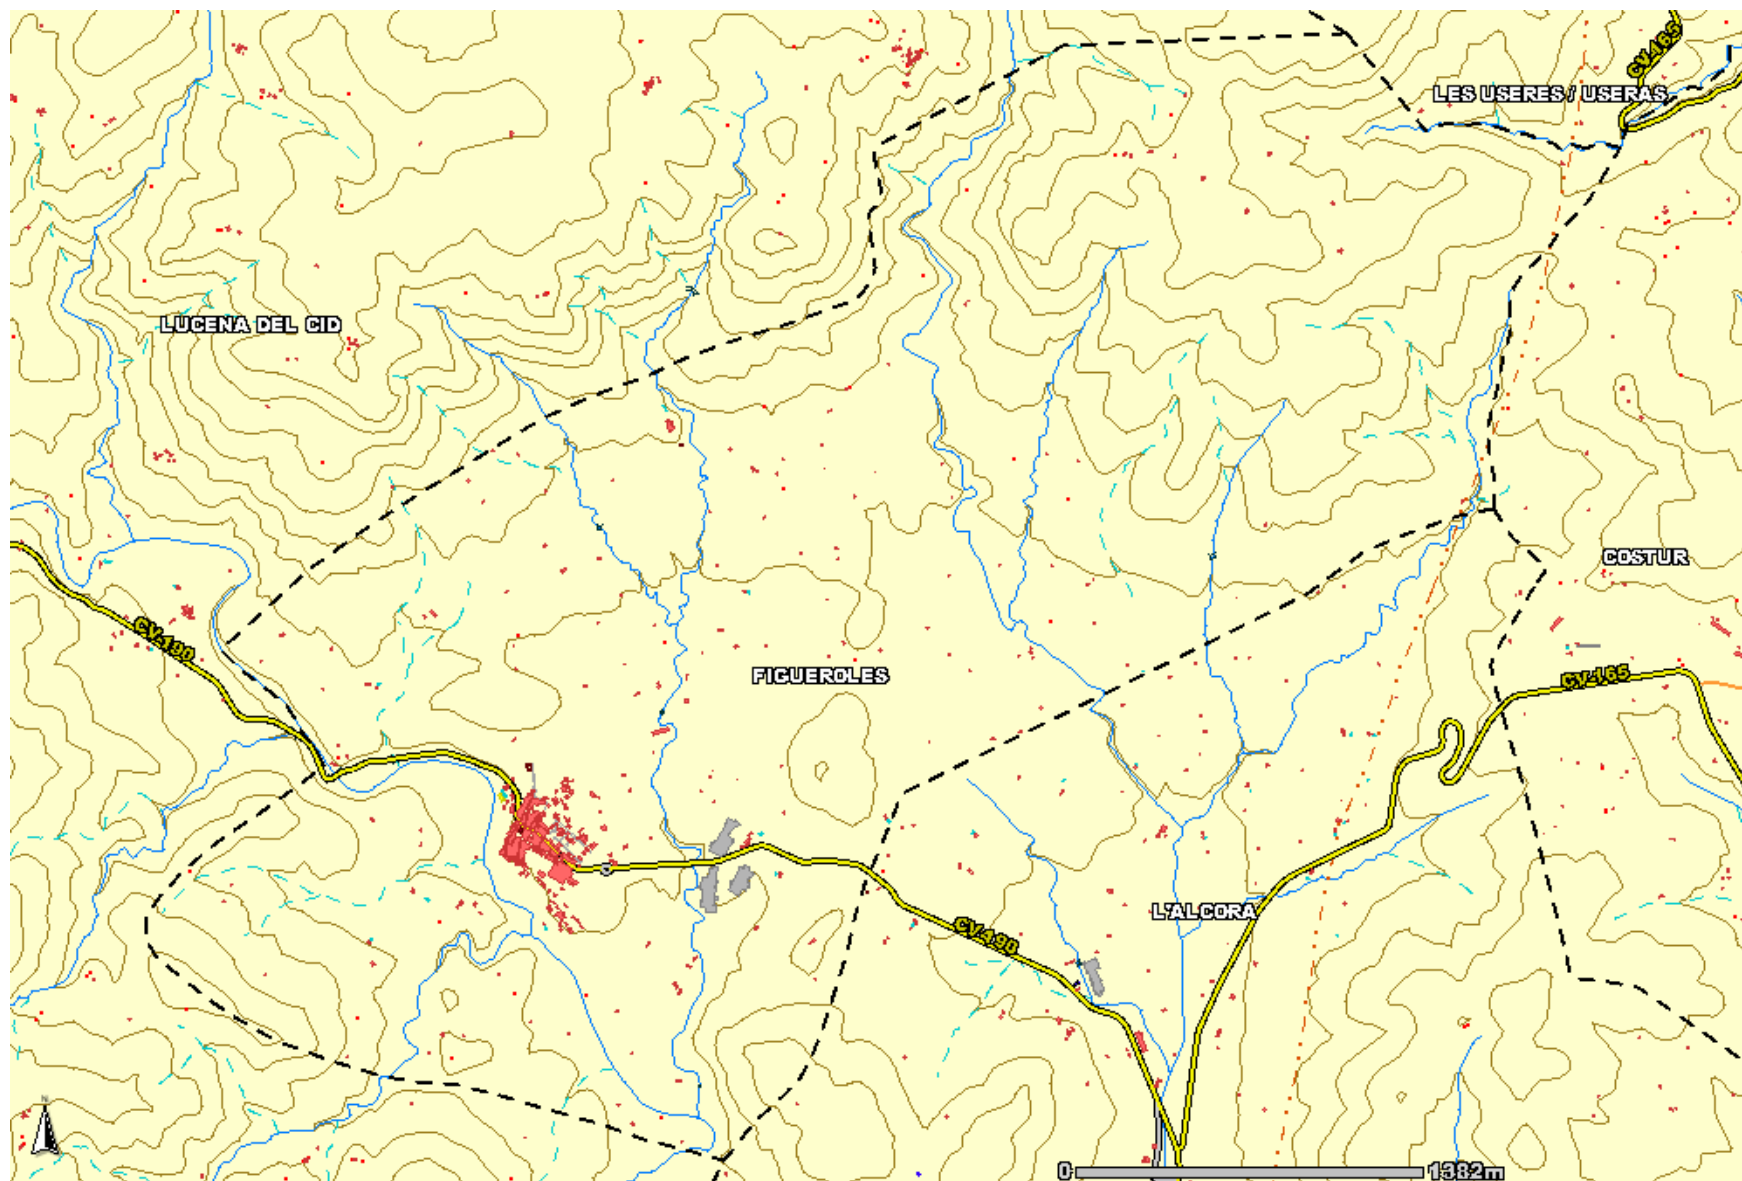 CV-165
LES USERES / USERAS
LUCENA DEL CID
COSTUR
CV-190
FIGUEROLES
CV-165
L'ALCORA
CV-190
N
0 1382m